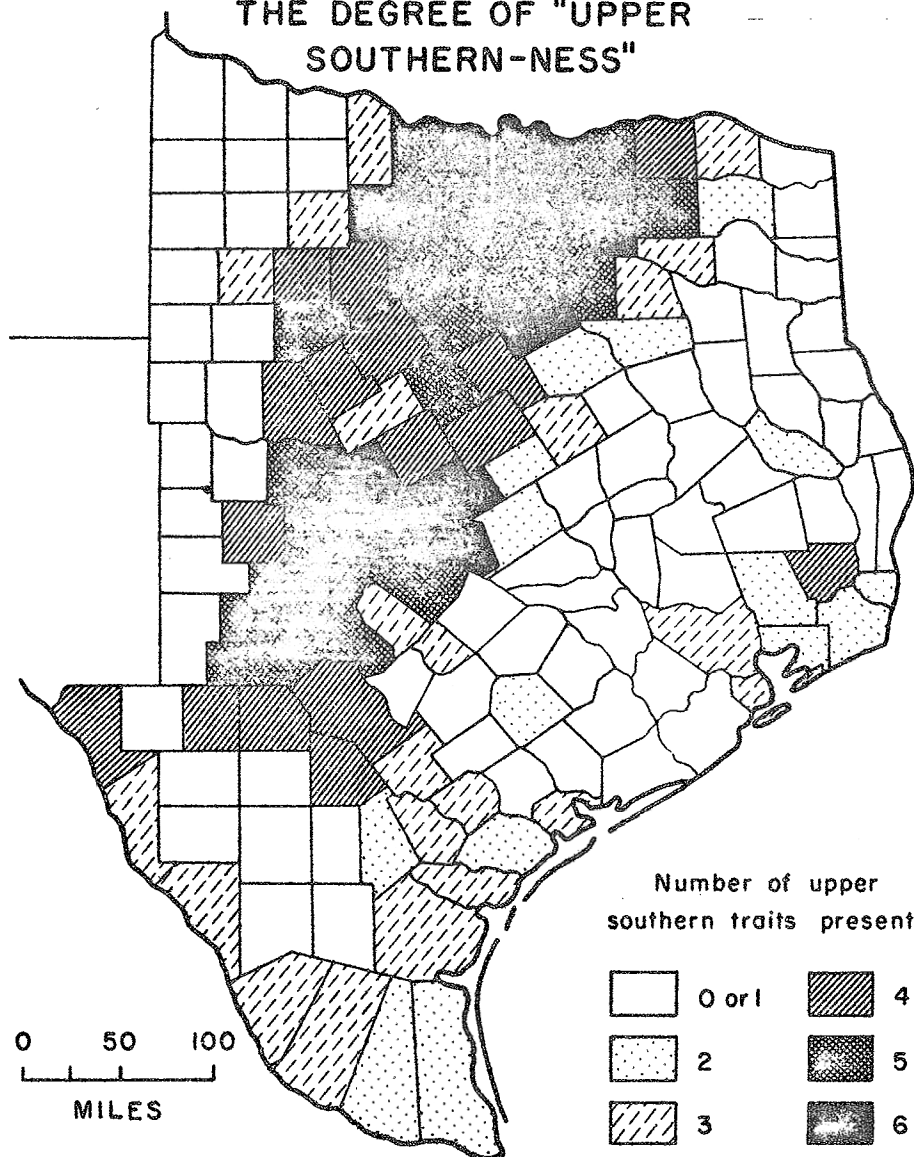 THE DEGREE OF "UPPER
SOUTHERN-NESS"
Number of upper
southern traits present
0 or 1
4
2
5
3
6
0 50 100
MILES